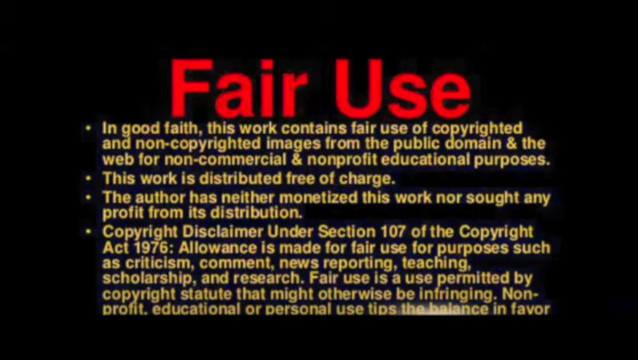 Fair Use
• In good faith, this work contains fair use of copyrighted
and non-copyrighted images from the public domain & the
web for non-commercial & nonprofit educational purposes.
• This work is distributed free of charge.
• The author has neither monetized this work nor sought any
profit from its distribution.
• Copyright Disclaimer Under Section 107 of the Copyright
Act 1976: Allowance is made for fair use for purposes such
as criticism, comment, news reporting, teaching,
scholarship, and research. Fair use is a use permitted by
copyright statute that might otherwise be infringing. Non-
profit, educational or personal use tips the balance in favor